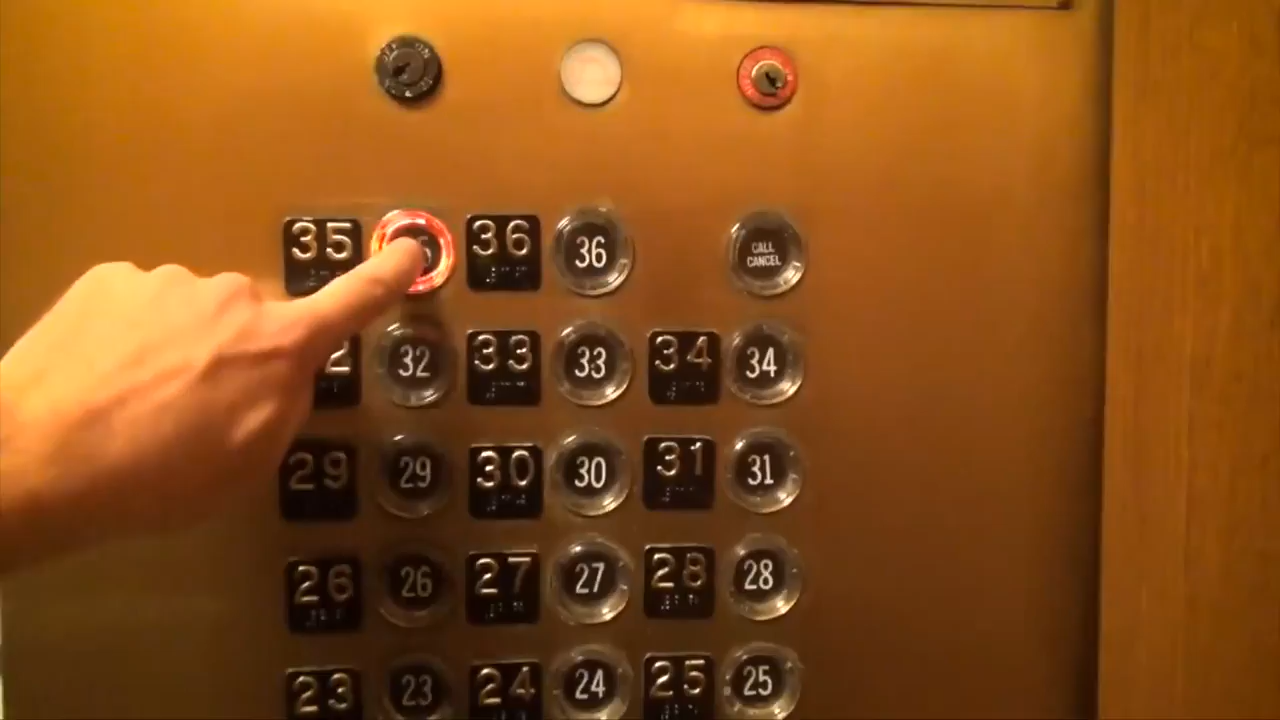 35 36 36 CALL
CANCEL
32 33 33 34 34
29 29 30 30 31 31
26 26 27 27 28 28
23 23 24 24 25 25